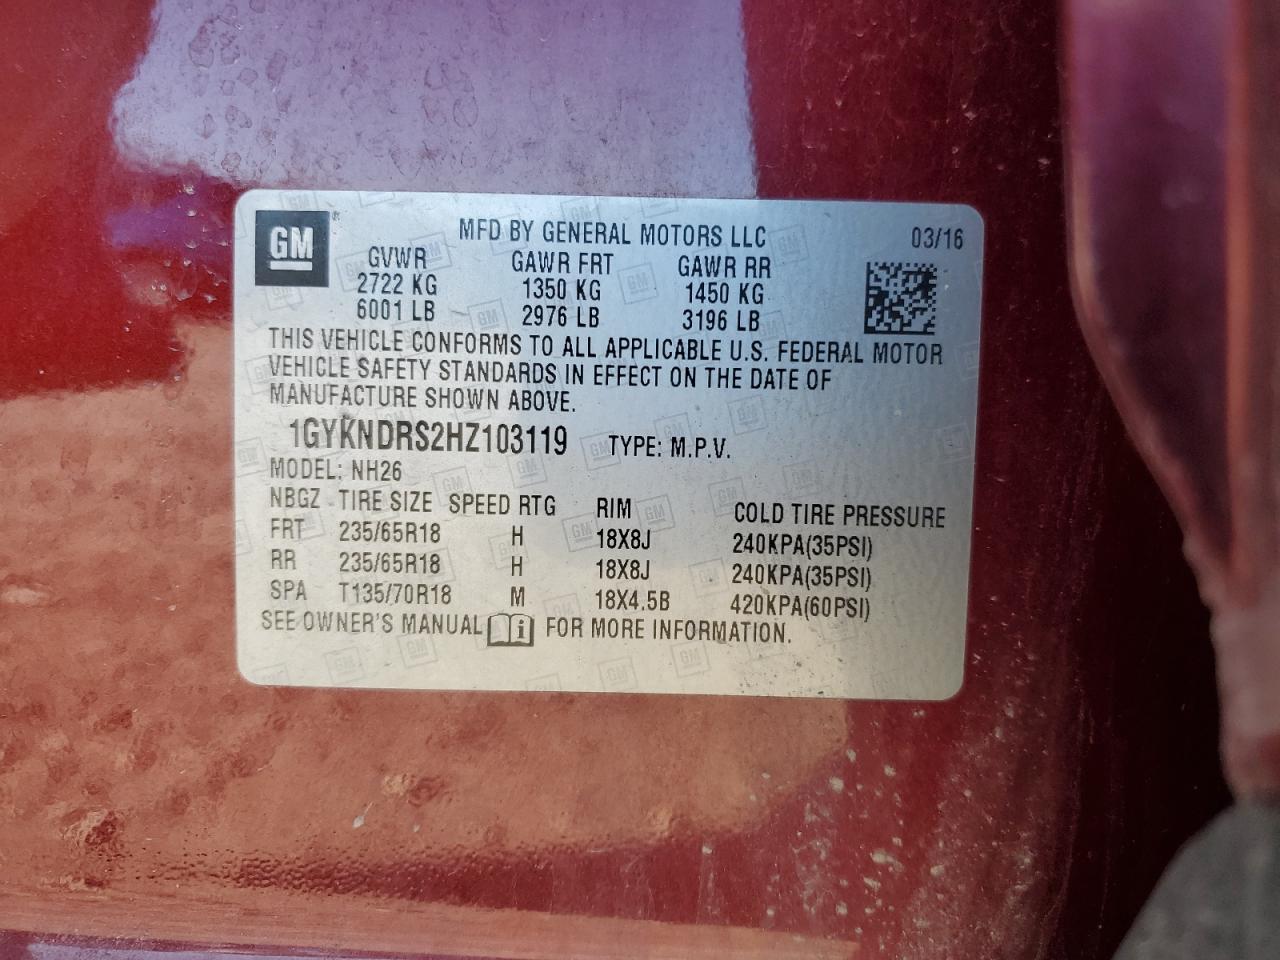 GM
MFD BY GENERAL MOTORS LLC 03/16
GVWR GAWR FRT GAWR RR
2722 KG 1350 KG 1450 KG
6001 LB 2976 LB 3196 LB
THIS VEHICLE CONFORMS TO ALL APPLICABLE U.S. FEDERAL MOTOR
VEHICLE SAFETY STANDARDS IN EFFECT ON THE DATE OF
MANUFACTURE SHOWN ABOVE.
1GYKNDRS2HZ103119 TYPE: M.P.V.
MODEL: NH26
NBGZ TIRE SIZE SPEED RTG RIM COLD TIRE PRESSURE
FRT 235/65R18 H 18X8J 240KPA(35PSI)
RR 235/65R18 H 18X8J 240KPA(35PSI)
SPA T135/70R18 M 18X4.5B 420KPA(60PSI)
SEE OWNER'S MANUAL i FOR MORE INFORMATION.